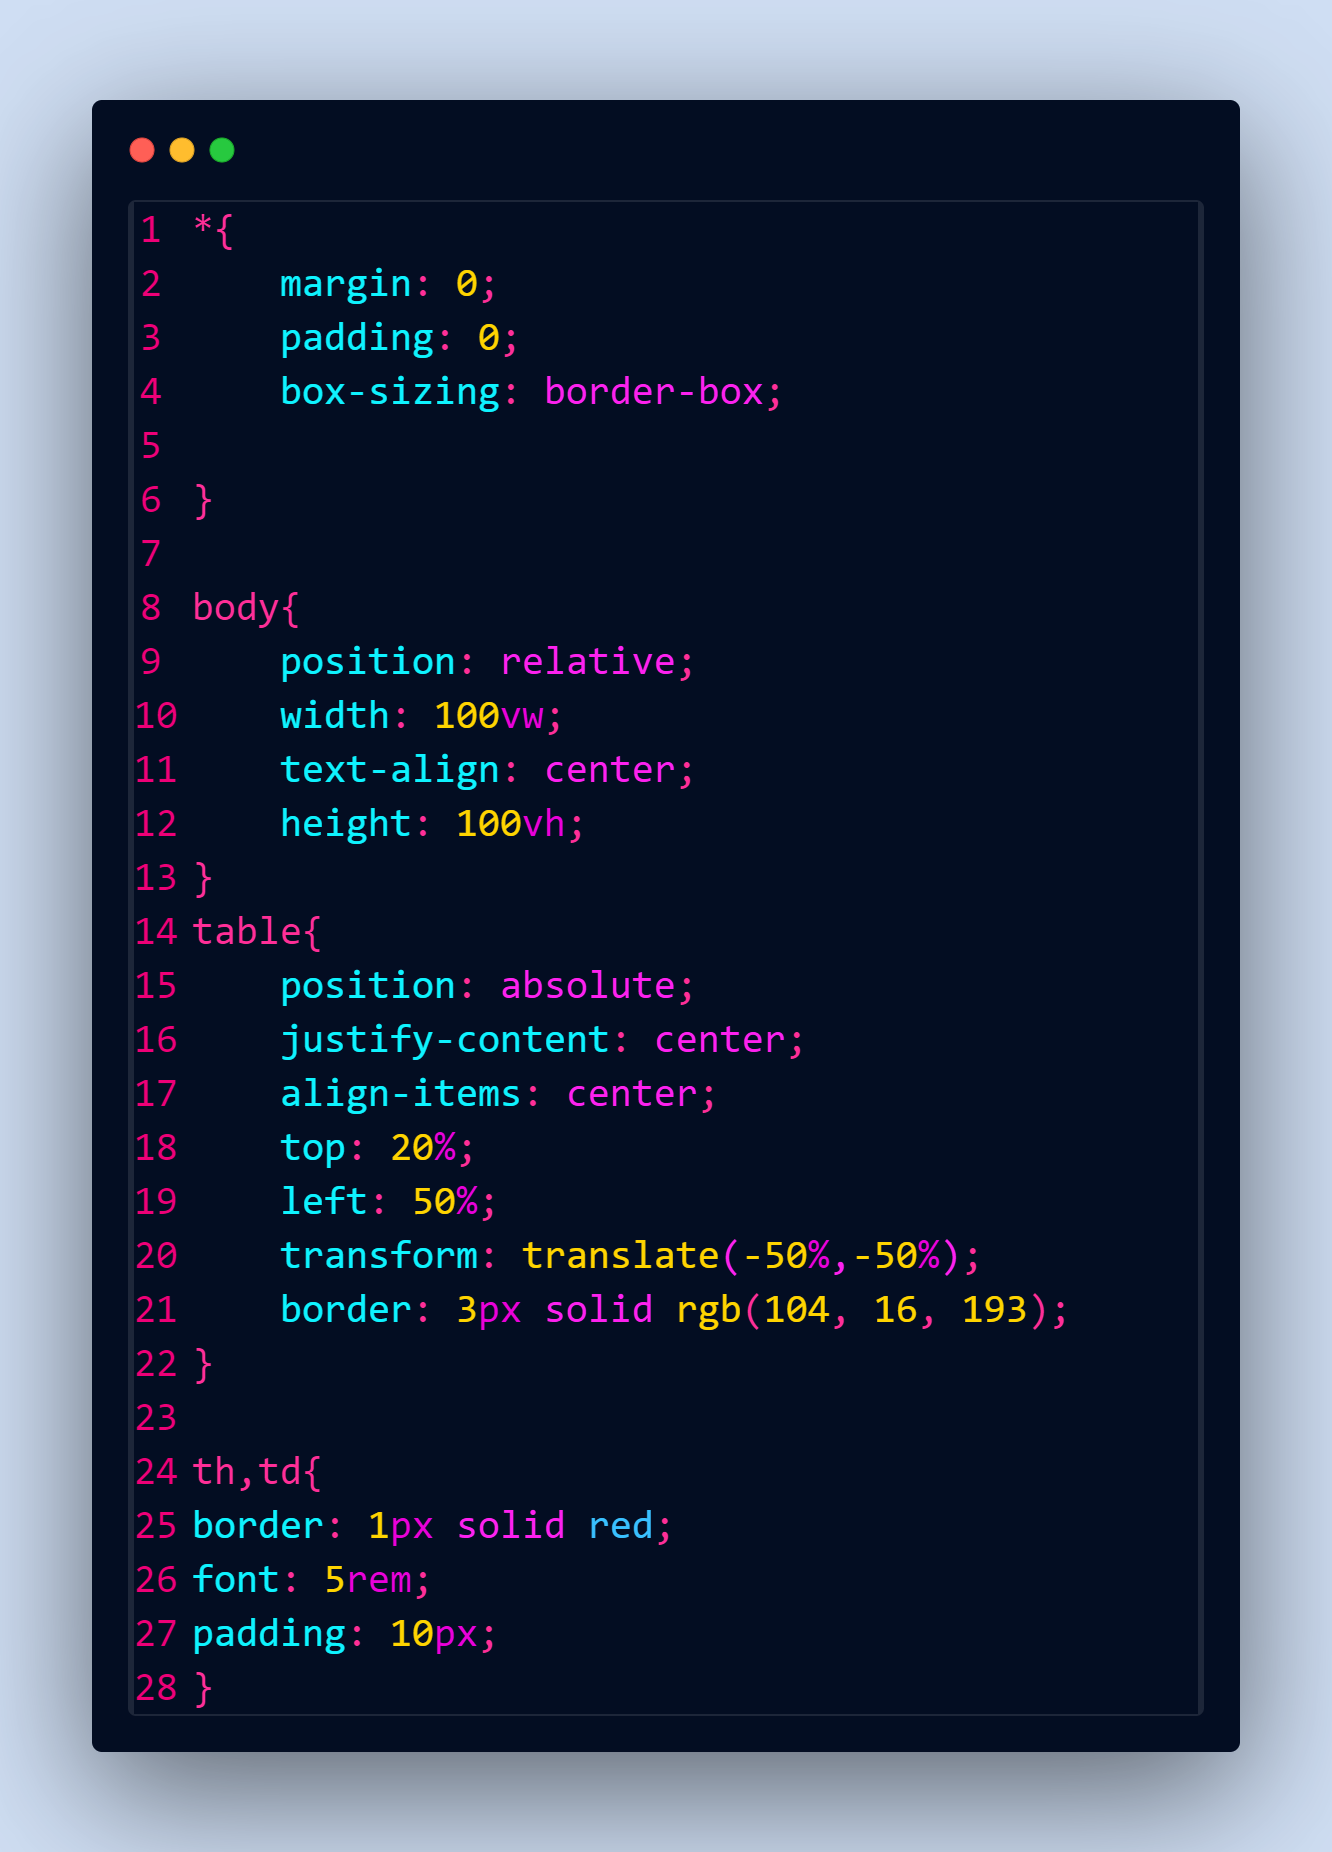 1 *{
2     margin: 0;
3     padding: 0;
4     box-sizing: border-box;
5
6 }
7
8 body{
9     position: relative;
10     width: 100vw;
11     text-align: center;
12     height: 100vh;
13 }
14 table{
15     position: absolute;
16     justify-content: center;
17     align-items: center;
18     top: 20%;
19     left: 50%;
20     transform: translate(-50%,-50%);
21     border: 3px solid rgb(104, 16, 193);
22 }
23
24 th,td{
25 border: 1px solid red;
26 font: 5rem;
27 padding: 10px;
28 }